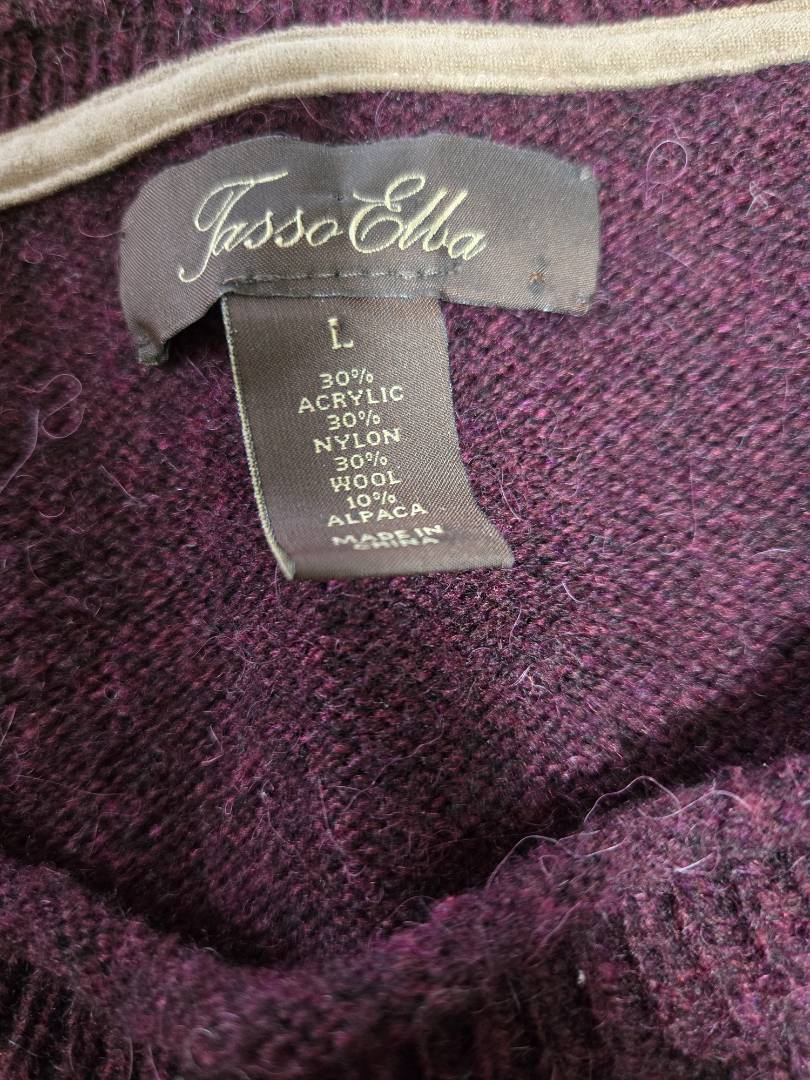 Tasso Elba
L
30%
ACRYLIC
30%
NYLON
30%
WOOL
10%
ALPACA
MADE IN
CHINA